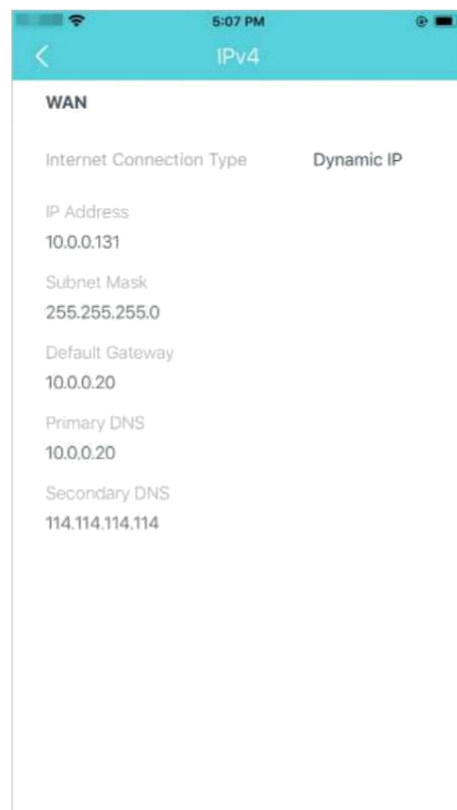 5:07 PM
IPv4
WAN
Internet Connection Type Dynamic IP
IP Address
10.0.0.131
Subnet Mask
255.255.255.0
Default Gateway
10.0.0.20
Primary DNS
10.0.0.20
Secondary DNS
114.114.114.114